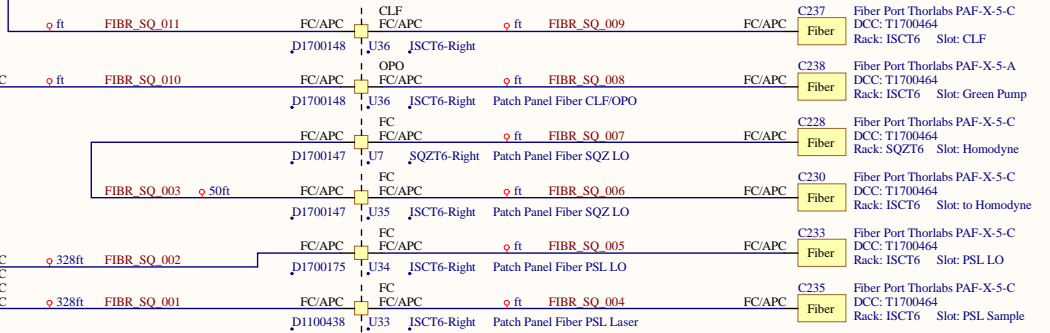 CLF
C237 Fiber Port Thorlabs PAF-X-5-C
ft FIBR_SQ_011 FC/APC FC/APC ft FIBR_SQ_009 FC/APC Fiber DCC: T1700464
D1700148 U36 ISCT6-Right Rack: ISCT6 Slot: CLF
OPO
C238 Fiber Port Thorlabs PAF-X-5-A
C ft FIBR_SQ_010 FC/APC FC/APC ft FIBR_SQ_008 FC/APC Fiber DCC: T1700464
D1700148 U36 ISCT6-Right Patch Panel Fiber CLF/OPO Rack: ISCT6 Slot: Green Pump
FC
C228 Fiber Port Thorlabs PAF-X-5-C
FC/APC FC/APC ft FIBR_SQ_007 FC/APC Fiber DCC: T1700464
D1700147 U7 SQZT6-Right Patch Panel Fiber SQZ LO Rack: SQZT6 Slot: Homodyne
FC
C230 Fiber Port Thorlabs PAF-X-5-C
FIBR_SQ_003 50ft FC/APC FC/APC ft FIBR_SQ_006 FC/APC Fiber DCC: T1700464
D1700147 U35 ISCT6-Right Patch Panel Fiber SQZ LO Rack: ISCT6 Slot: to Homodyne
FC
C233 Fiber Port Thorlabs PAF-X-5-C
FC/APC FC/APC ft FIBR_SQ_005 FC/APC Fiber DCC: T1700464
C 328ft FIBR_SQ_002 D1700175 U34 ISCT6-Right Patch Panel Fiber PSL LO Rack: ISCT6 Slot: PSL LO
C
C
FC
C235 Fiber Port Thorlabs PAF-X-5-C
C 328ft FIBR_SQ_001 FC/APC FC/APC ft FIBR_SQ_004 FC/APC Fiber DCC: T1700464
D1100438 U33 ISCT6-Right Patch Panel Fiber PSL Laser Rack: ISCT6 Slot: PSL Sample